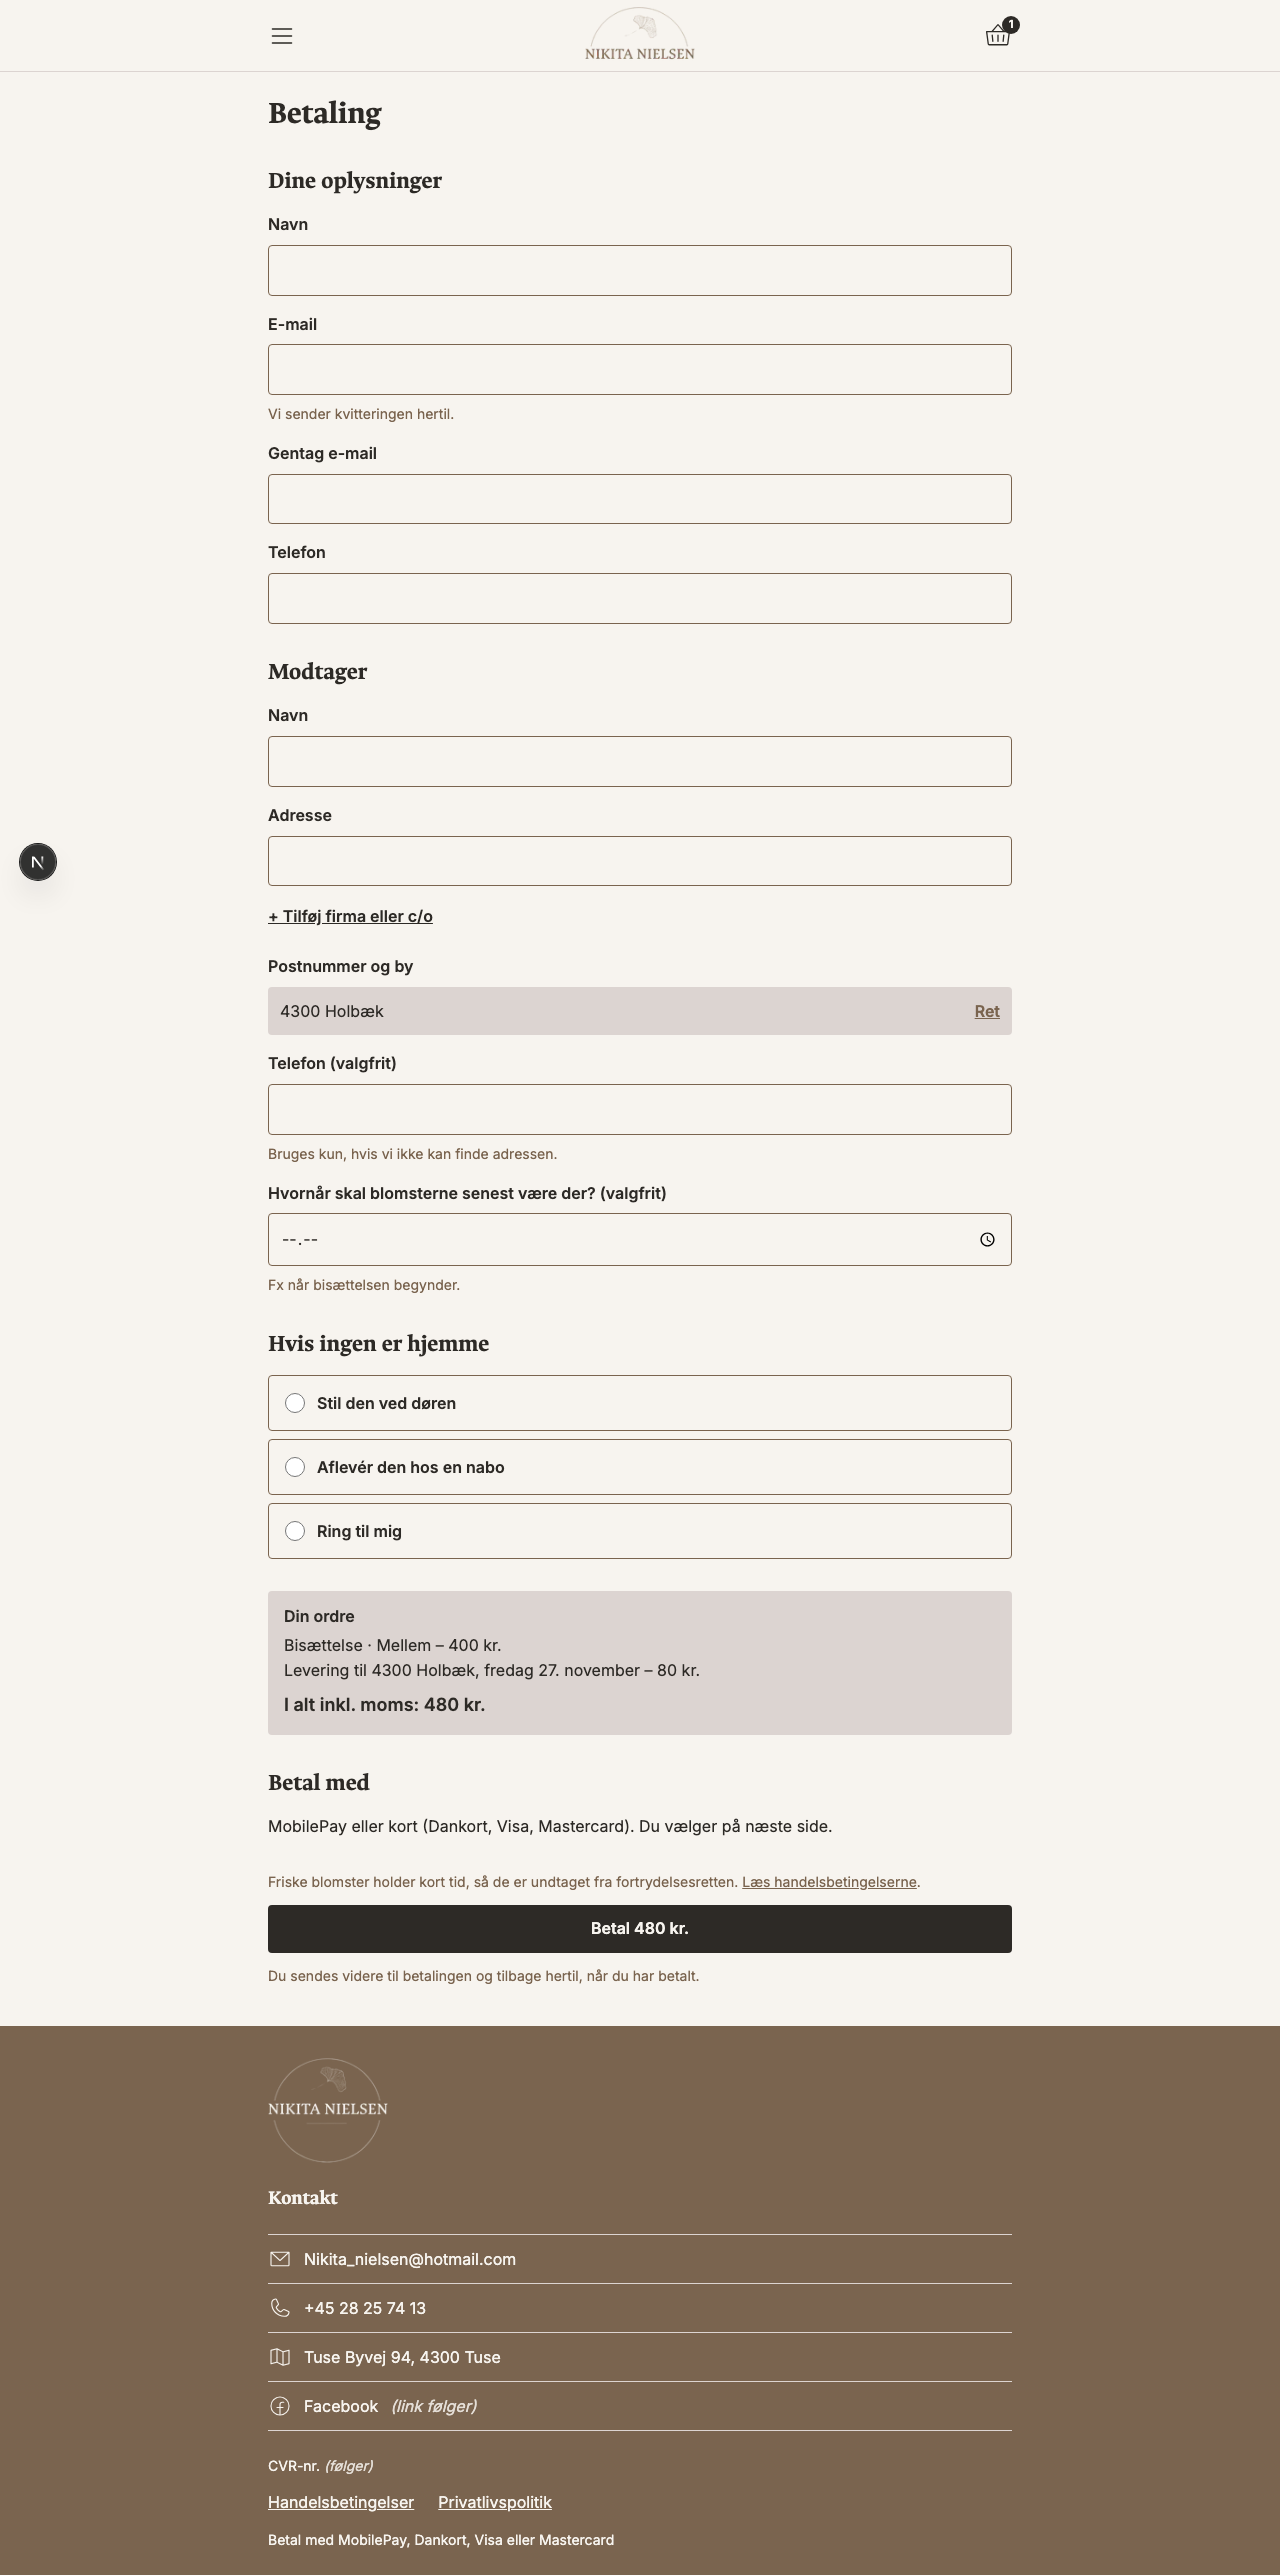 NIKITA NIELSEN
1
Betaling
Dine oplysninger
Navn
E-mail
Vi sender kvitteringen hertil.
Gentag e-mail
Telefon
Modtager
Navn
Adresse
N
+ Tilføj firma eller c/o
Postnummer og by
4300 Holbæk Ret
Telefon (valgfrit)
Bruges kun, hvis vi ikke kan finde adressen.
Hvornår skal blomsterne senest være der? (valgfrit)
--.--
Fx når bisættelsen begynder.
Hvis ingen er hjemme
Stil den ved døren
Aflevér den hos en nabo
Ring til mig
Din ordre
Bisættelse · Mellem – 400 kr.
Levering til 4300 Holbæk, fredag 27. november – 80 kr.
I alt inkl. moms: 480 kr.
Betal med
MobilePay eller kort (Dankort, Visa, Mastercard). Du vælger på næste side.
Friske blomster holder kort tid, så de er undtaget fra fortrydelsesretten. Læs handelsbetingelserne.
Betal 480 kr.
Du sendes videre til betalingen og tilbage hertil, når du har betalt.
NIKITA NIELSEN
Kontakt
Nikita_nielsen@hotmail.com
+45 28 25 74 13
Tuse Byvej 94, 4300 Tuse
Facebook (link følger)
CVR-nr. (følger)
Handelsbetingelser Privatlivspolitik
Betal med MobilePay, Dankort, Visa eller Mastercard